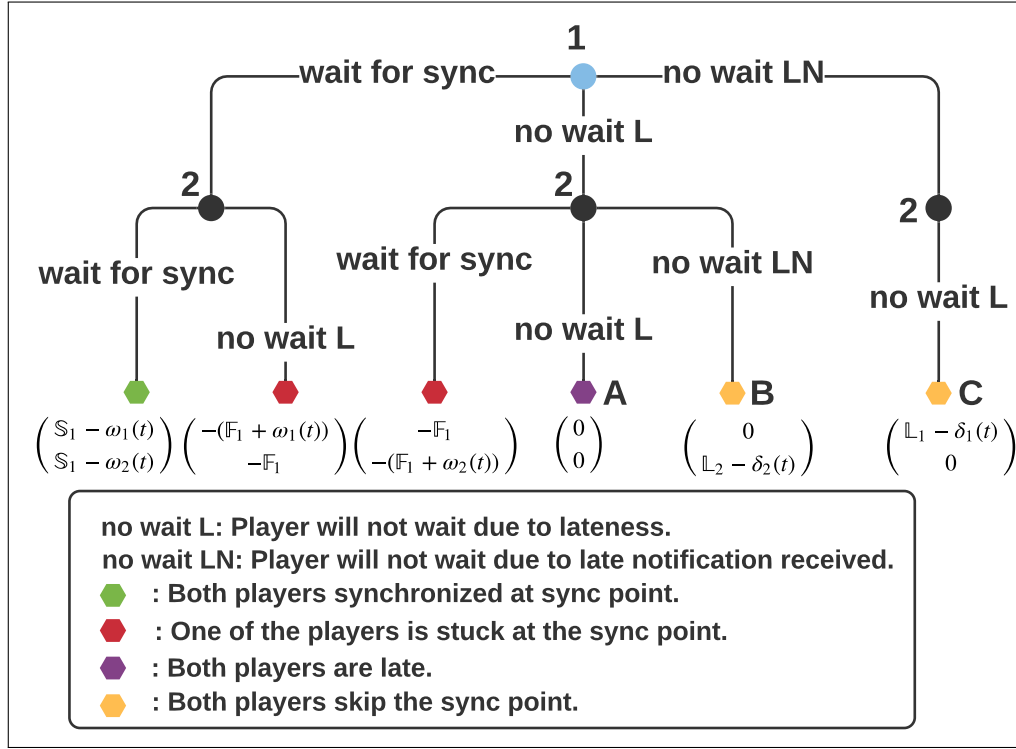 1
wait for sync
no wait LN
no wait L
2
2
2
wait for sync
wait for sync
no wait LN
no wait L
no wait L
no wait L
A
B
C
(𝕊₁ − ω₁(t)) (−(𝔽₁ + ω₁(t))) (−𝔽₁) (0) (0) (𝕃₁ − δ₁(t))
(𝕊₁ − ω₂(t)) (−𝔽₁) (−(𝔽₁ + ω₂(t))) (0) (𝕃₂ − δ₂(t)) (0)
no wait L: Player will not wait due to lateness.
no wait LN: Player will not wait due to late notification received.
: Both players synchronized at sync point.
: One of the players is stuck at the sync point.
: Both players are late.
: Both players skip the sync point.